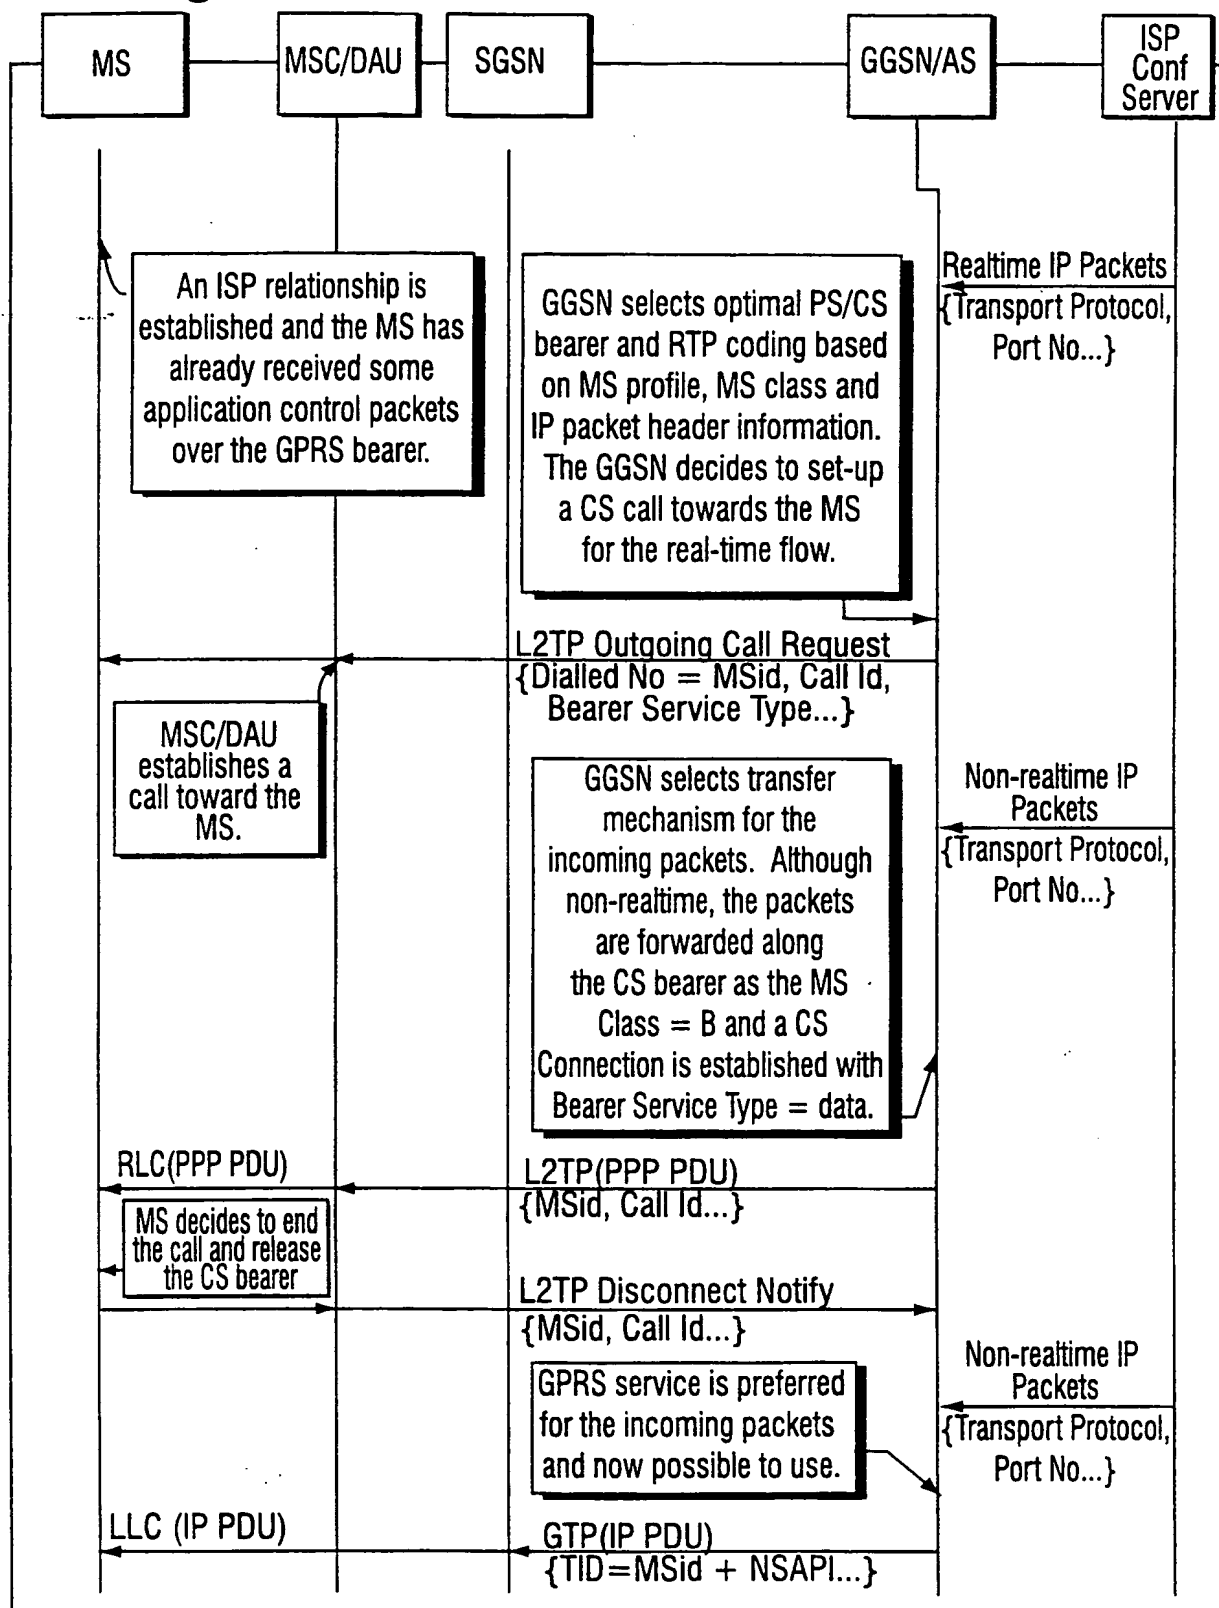 MS
MSC/DAU
SGSN
GGSN/AS
ISP
Conf
Server
An ISP relationship is
established and the MS has
already received some
application control packets
over the GPRS bearer.
GGSN selects optimal PS/CS
bearer and RTP coding based
on MS profile, MS class and
IP packet header information.
The GGSN decides to set-up
a CS call towards the MS
for the real-time flow.
Realtime IP Packets
{Transport Protocol,
Port No...}
L2TP Outgoing Call Request
{Dialled No = MSid, Call Id,
Bearer Service Type...}
MSC/DAU
establishes a
call toward the
MS.
GGSN selects transfer
mechanism for the
incoming packets. Although
non-realtime, the packets
are forwarded along
the CS bearer as the MS
Class = B and a CS
Connection is established with
Bearer Service Type = data.
Non-realtime IP
Packets
{Transport Protocol,
Port No...}
RLC(PPP PDU)
L2TP(PPP PDU)
{MSid, Call Id...}
MS decides to end
the call and release
the CS bearer
L2TP Disconnect Notify
{MSid, Call Id...}
GPRS service is preferred
for the incoming packets
and now possible to use.
Non-realtime IP
Packets
{Transport Protocol,
Port No...}
LLC (IP PDU)
GTP(IP PDU)
{TID=MSid + NSAPI...}